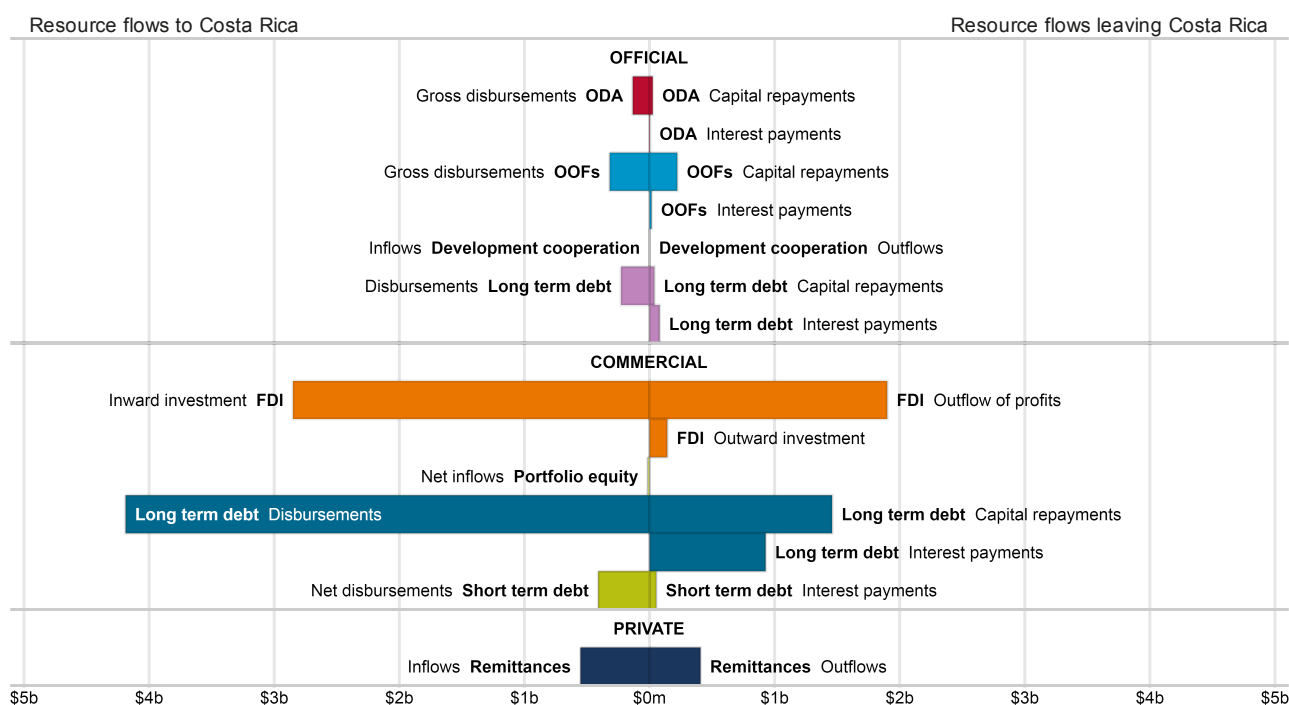 Resource flows to Costa Rica Resource flows leaving Costa Rica
OFFICIAL
Gross disbursements ODA ODA Capital repayments
ODA Interest payments
Gross disbursements OOFs OOFs Capital repayments
OOFs Interest payments
Inflows Development cooperation Development cooperation Outflows
Disbursements Long term debt Long term debt Capital repayments
Long term debt Interest payments
COMMERCIAL
Inward investment FDI FDI Outflow of profits
FDI Outward investment
Net inflows Portfolio equity
Long term debt Disbursements Long term debt Capital repayments
Long term debt Interest payments
Net disbursements Short term debt Short term debt Interest payments
PRIVATE
Inflows Remittances Remittances Outflows
$5b $4b $3b $2b $1b $0m $1b $2b $3b $4b $5b